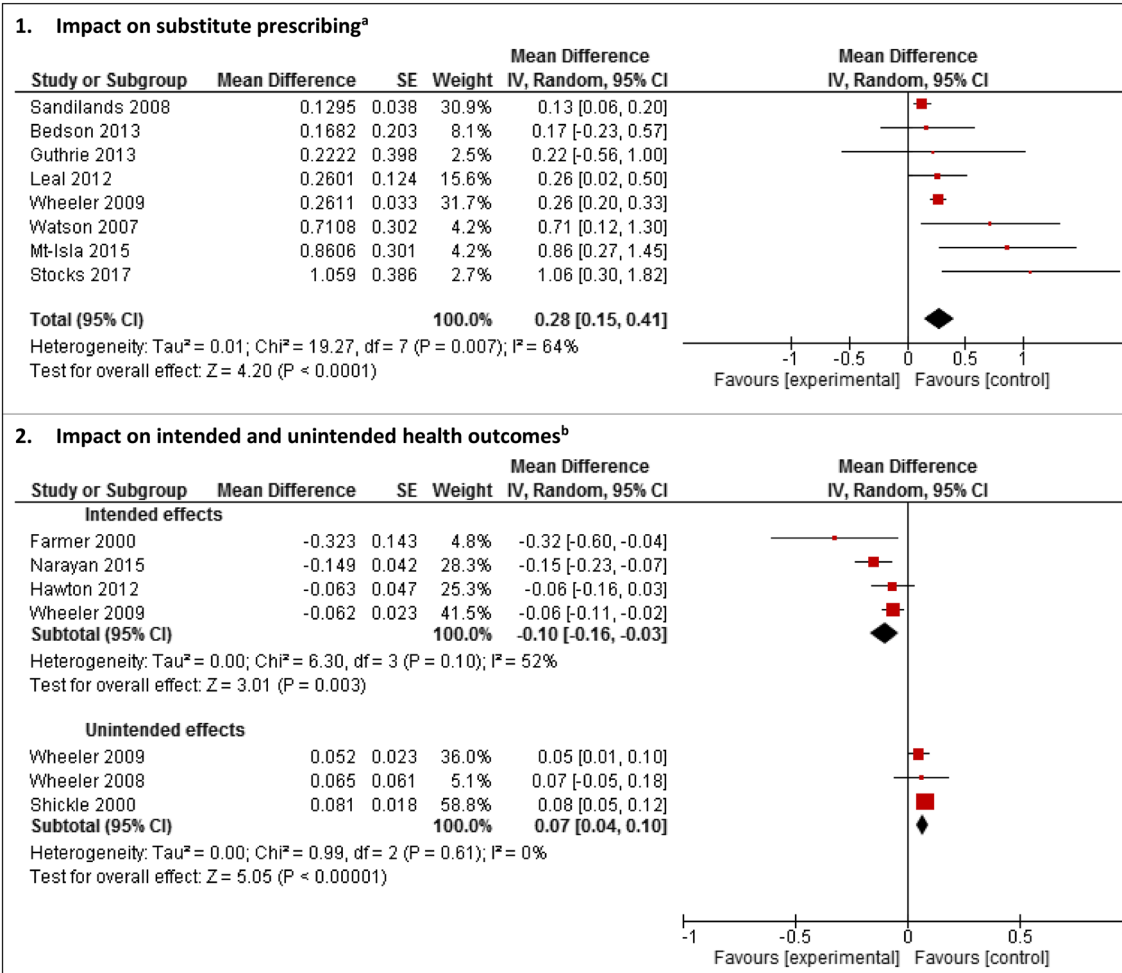 1. Impact on substitute prescribingᵃ
Mean Difference Mean Difference
Study or Subgroup Mean Difference SE Weight IV, Random, 95% CI IV, Random, 95% CI
Sandilands 2008 0.1295 0.038 30.9% 0.13 [0.06, 0.20]
Bedson 2013 0.1682 0.203 8.1% 0.17 [-0.23, 0.57]
Guthrie 2013 0.2222 0.398 2.5% 0.22 [-0.56, 1.00]
Leal 2012 0.2601 0.124 15.6% 0.26 [0.02, 0.50]
Wheeler 2009 0.2611 0.033 31.7% 0.26 [0.20, 0.33]
Watson 2007 0.7108 0.302 4.2% 0.71 [0.12, 1.30]
Mt-Isla 2015 0.8606 0.301 4.2% 0.86 [0.27, 1.45]
Stocks 2017 1.059 0.386 2.7% 1.06 [0.30, 1.82]
Total (95% CI) 100.0% 0.28 [0.15, 0.41]
Heterogeneity: Tau² = 0.01; Chi² = 19.27, df = 7 (P = 0.007); I² = 64%
Test for overall effect: Z = 4.20 (P < 0.0001)
-1 -0.5 0 0.5 1
Favours [experimental] Favours [control]
2. Impact on intended and unintended health outcomesᵇ
Mean Difference Mean Difference
Study or Subgroup Mean Difference SE Weight IV, Random, 95% CI IV, Random, 95% CI
Intended effects
Farmer 2000 -0.323 0.143 4.8% -0.32 [-0.60, -0.04]
Narayan 2015 -0.149 0.042 28.3% -0.15 [-0.23, -0.07]
Hawton 2012 -0.063 0.047 25.3% -0.06 [-0.16, 0.03]
Wheeler 2009 -0.062 0.023 41.5% -0.06 [-0.11, -0.02]
Subtotal (95% CI) 100.0% -0.10 [-0.16, -0.03]
Heterogeneity: Tau² = 0.00; Chi² = 6.30, df = 3 (P = 0.10); I² = 52%
Test for overall effect: Z = 3.01 (P = 0.003)
Unintended effects
Wheeler 2009 0.052 0.023 36.0% 0.05 [0.01, 0.10]
Wheeler 2008 0.065 0.061 5.1% 0.07 [-0.05, 0.18]
Shickle 2000 0.081 0.018 58.8% 0.08 [0.05, 0.12]
Subtotal (95% CI) 100.0% 0.07 [0.04, 0.10]
Heterogeneity: Tau² = 0.00; Chi² = 0.99, df = 2 (P = 0.61); I² = 0%
Test for overall effect: Z = 5.05 (P < 0.00001)
-1 -0.5 0 0.5
Favours [experimental] Favours [control]